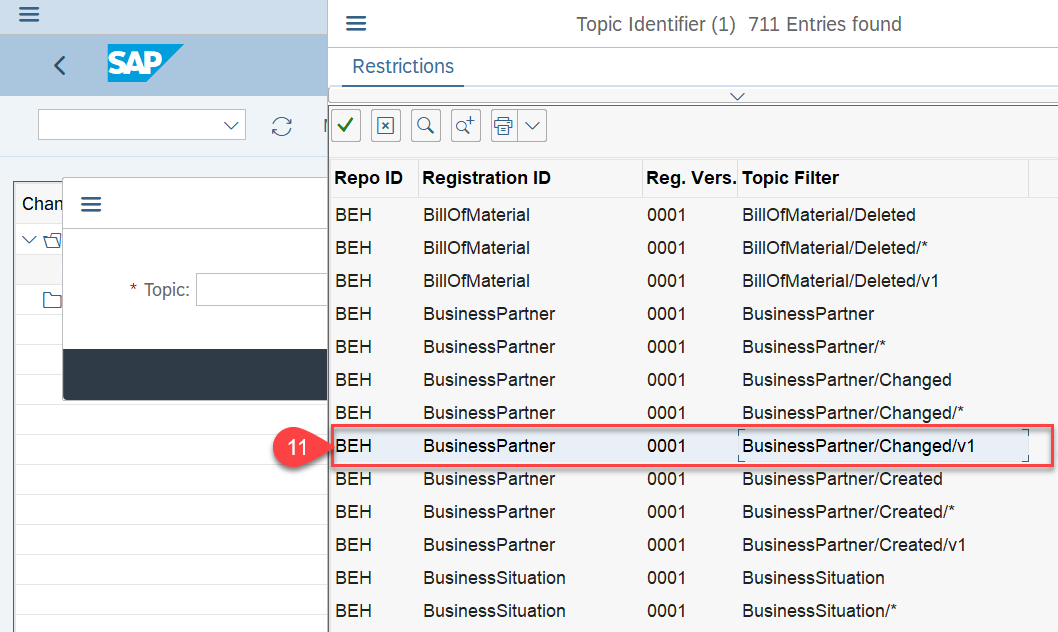 Topic Identifier (1) 711 Entries found
SAP
Restrictions
Chan
* Topic:
Repo ID Registration ID Reg. Vers. Topic Filter
BEH BillOfMaterial 0001 BillOfMaterial/Deleted
BEH BillOfMaterial 0001 BillOfMaterial/Deleted/*
BEH BillOfMaterial 0001 BillOfMaterial/Deleted/v1
BEH BusinessPartner 0001 BusinessPartner
BEH BusinessPartner 0001 BusinessPartner/*
BEH BusinessPartner 0001 BusinessPartner/Changed
BEH BusinessPartner 0001 BusinessPartner/Changed/*
11 BEH BusinessPartner 0001 BusinessPartner/Changed/v1
BEH BusinessPartner 0001 BusinessPartner/Created
BEH BusinessPartner 0001 BusinessPartner/Created/*
BEH BusinessPartner 0001 BusinessPartner/Created/v1
BEH BusinessSituation 0001 BusinessSituation
BEH BusinessSituation 0001 BusinessSituation/*